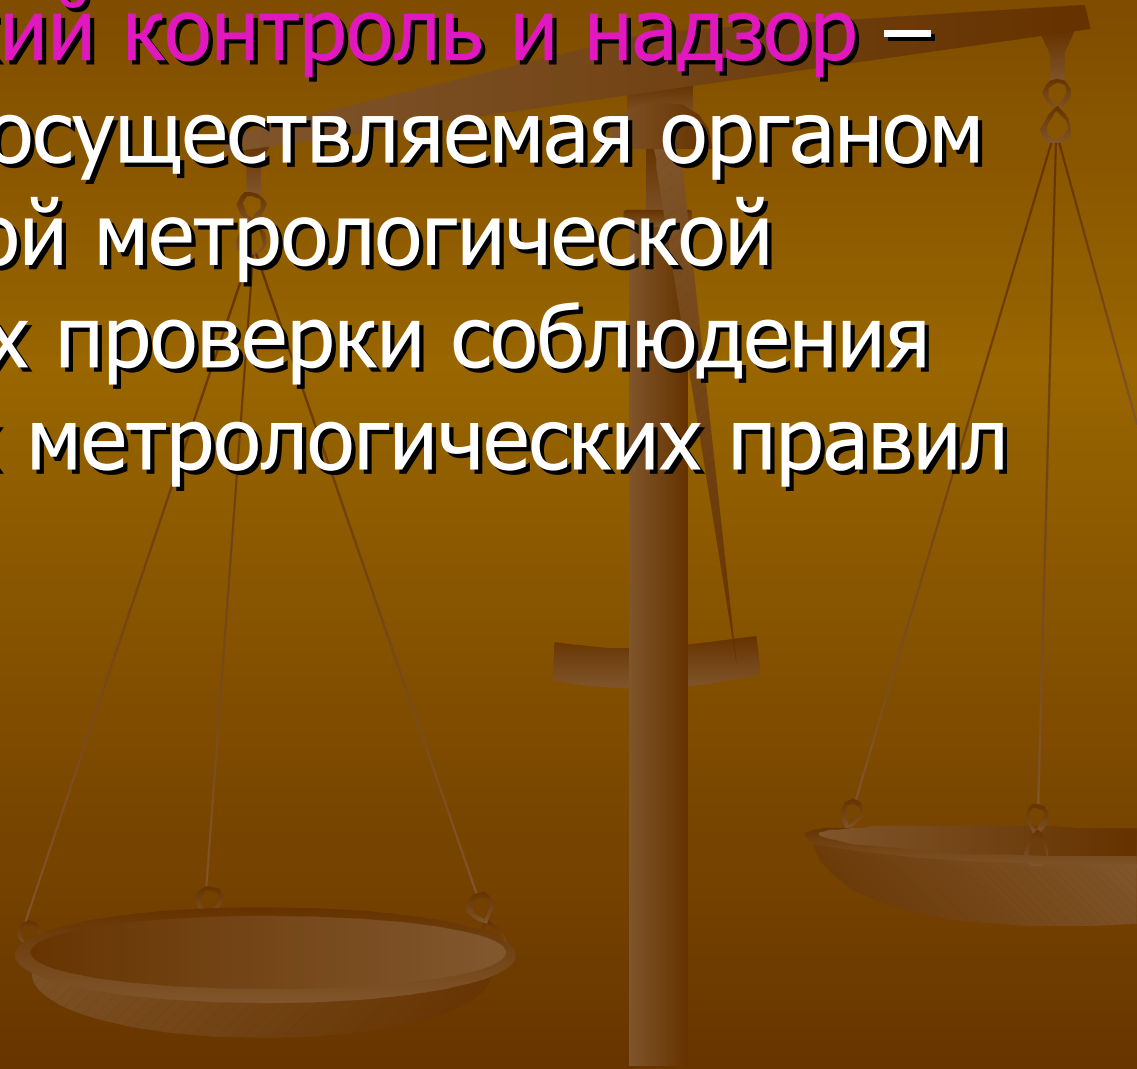 ий контроль и надзор –
осуществляемая органом
ой метрологической
х проверки соблюдения
х метрологических правил